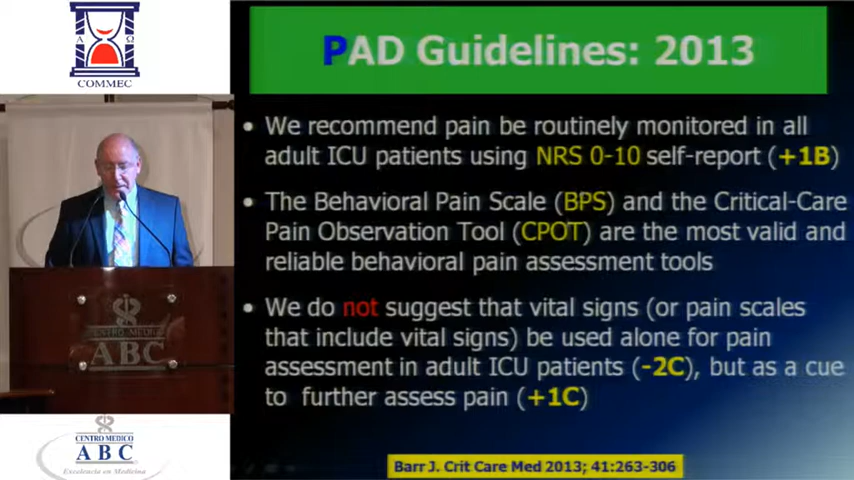 A Ω
COMMEC
PAD Guidelines: 2013
• We recommend pain be routinely monitored in all
adult ICU patients using NRS 0-10 self-report (+1B)
• The Behavioral Pain Scale (BPS) and the Critical-Care
Pain Observation Tool (CPOT) are the most valid and
reliable behavioral pain assessment tools
• We do not suggest that vital signs (or pain scales
that include vital signs) be used alone for pain
assessment in adult ICU patients (-2C), but as a cue
to further assess pain (+1C)
Barr J. Crit Care Med 2013; 41:263-306
CENTRO MEDICO
ABC
CENTRO MEDICO
ABC
Excelencia en Medicina